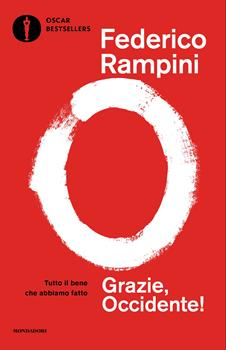 OSCAR
BESTSELLERS
Federico
Rampini
Tutto il bene
che abbiamo fatto
Grazie,
Occidente!
MONDADORI